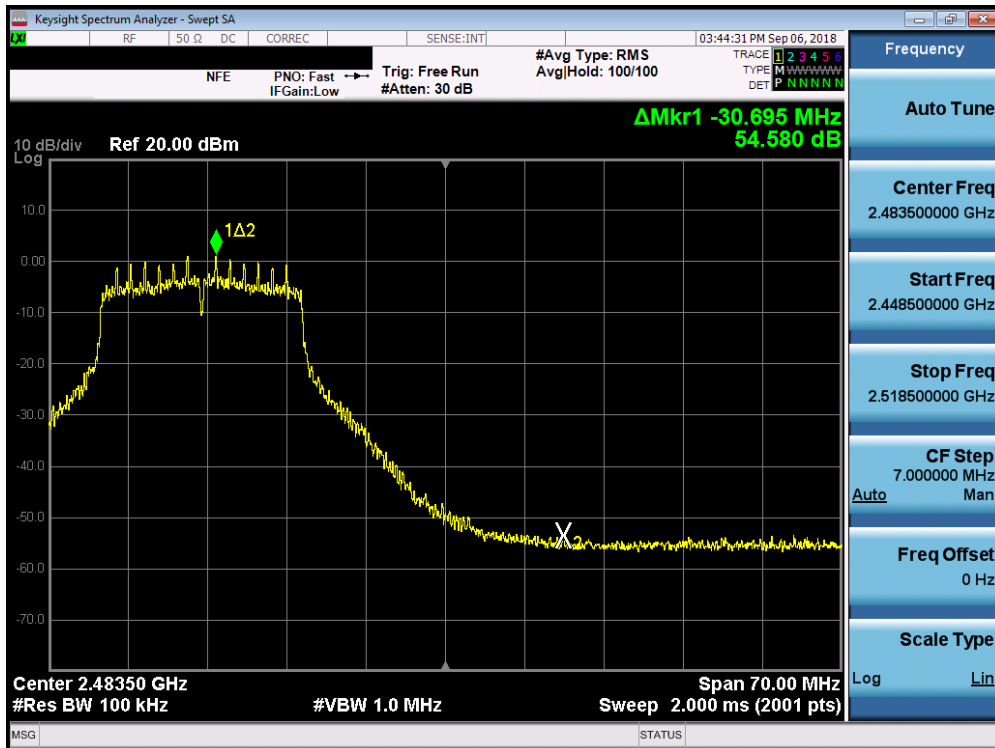 Keysight Spectrum Analyzer - Swept SA
LXI RF 50 Ω DC CORREC SENSE:INT 03:44:31 PM Sep 06, 2018
NFE PNO: Fast Trig: Free Run #Avg Type: RMS TRACE 1 2 3 4 5 6
IFGain:Low #Atten: 30 dB Avg|Hold: 100/100 TYPE M W W W W W
DET P N N N N N
ΔMkr1 -30.695 MHz
54.580 dB
10 dB/div Ref 20.00 dBm
Log
10.0
1Δ2
0.00
-10.0
-20.0
-30.0
-40.0
-50.0
X2
-60.0
-70.0
Center 2.48350 GHz Span 70.00 MHz
#Res BW 100 kHz #VBW 1.0 MHz Sweep 2.000 ms (2001 pts)
MSG STATUS
Frequency
Auto Tune
Center Freq
2.483500000 GHz
Start Freq
2.448500000 GHz
Stop Freq
2.518500000 GHz
CF Step
7.000000 MHz
Auto Man
Freq Offset
0 Hz
Scale Type
Log Lin